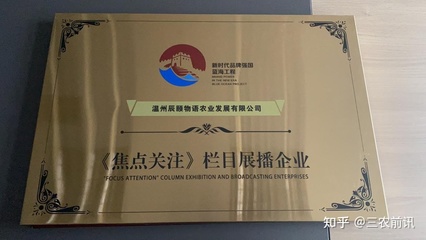 新时代品牌强国
蓝海工程
温州辰颐物语农业发展有限公司
《焦点关注》栏目展播企业
"FOCUS ATTENTION" COLUMN EXHIBITION AND BROADCASTING ENTERPRISES
知乎 @三农前讯